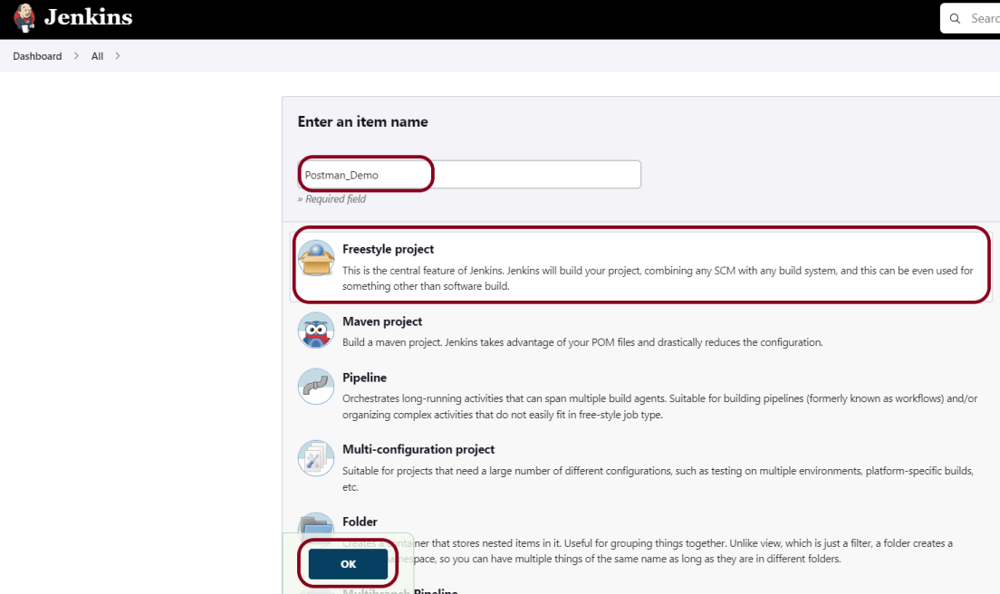 Jenkins
Searc
Dashboard > All >
Enter an item name
Postman_Demo
» Required field
Freestyle project
This is the central feature of Jenkins. Jenkins will build your project, combining any SCM with any build system, and this can be even used for
something other than software build.
Maven project
Build a maven project. Jenkins takes advantage of your POM files and drastically reduces the configuration.
Pipeline
Orchestrates long-running activities that can span multiple build agents. Suitable for building pipelines (formerly known as workflows) and/or
organizing complex activities that do not easily fit in free-style job type.
Multi-configuration project
Suitable for projects that need a large number of different configurations, such as testing on multiple environments, platform-specific builds,
etc.
Folder
Creates a container that stores nested items in it. Useful for grouping things together. Unlike view, which is just a filter, a folder creates a
space, so you can have multiple things of the same name as long as they are in different folders.
OK
Multibranch Pipeline